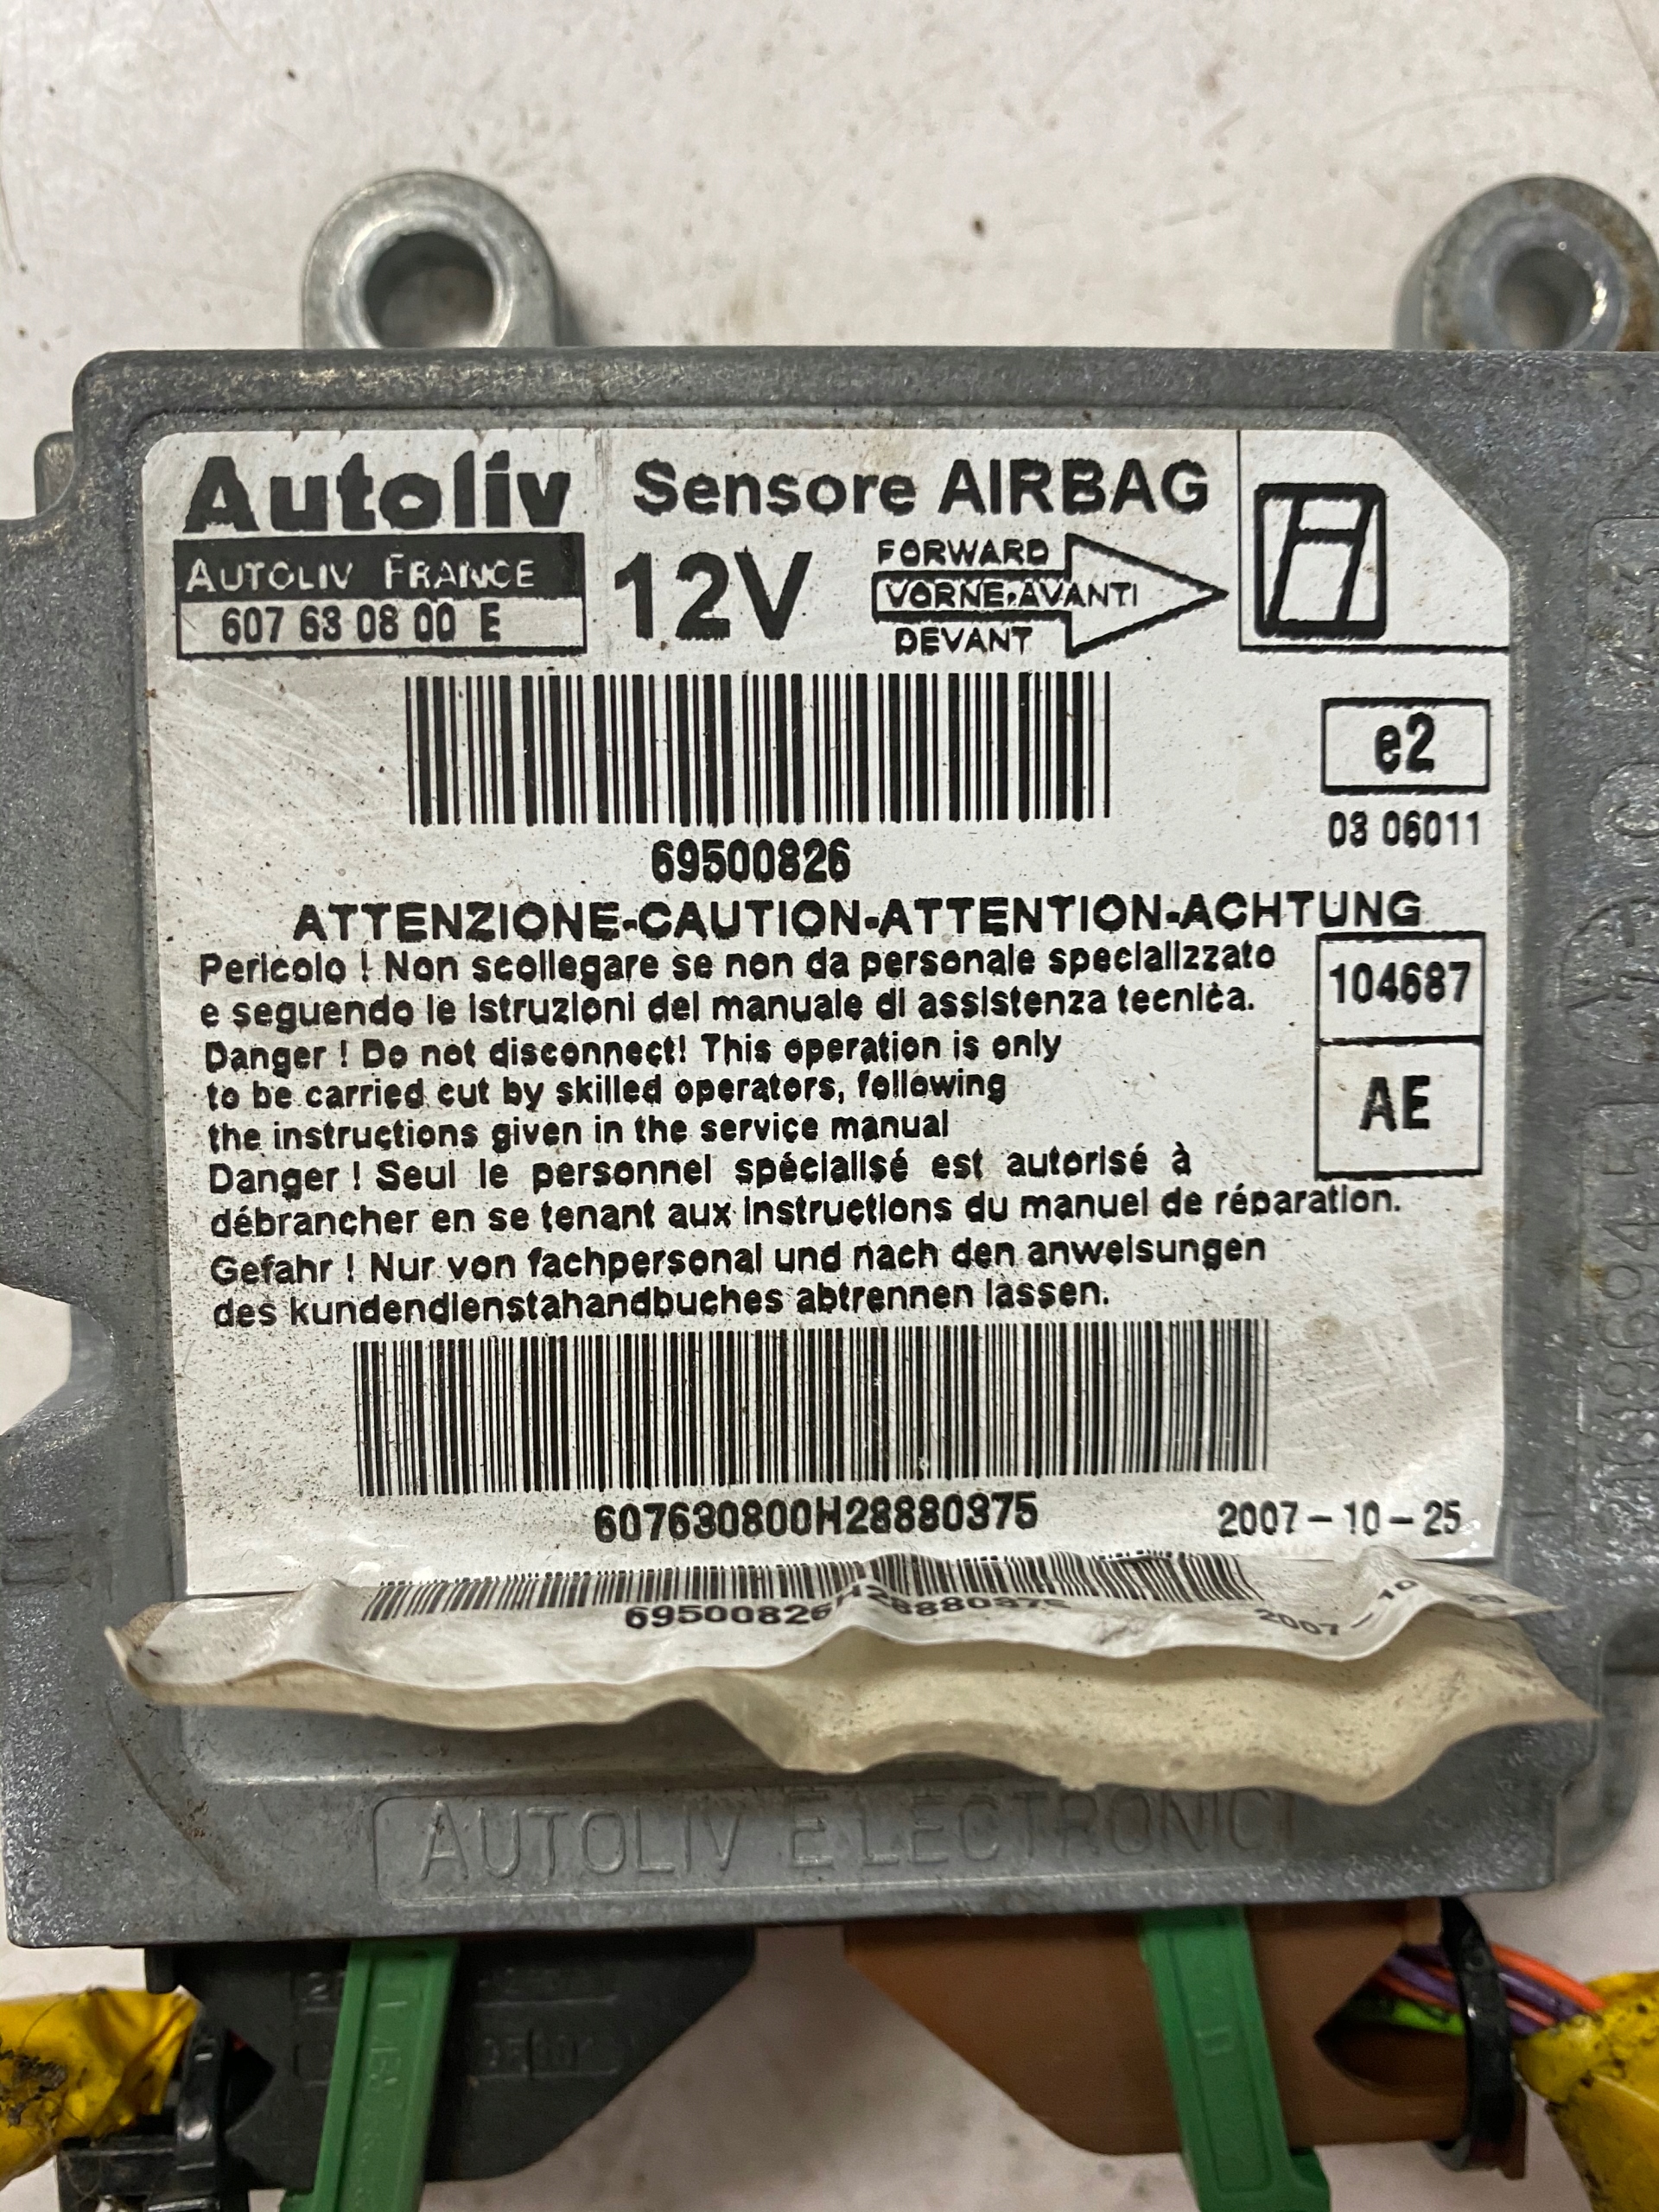 Autoliv Sensore AIRBAG
AUTOLIV FRANCE
607 63 08 00 E
12V
FORWARD
VORNE-AVANTI
DEVANT
e2
03 06011
69500826
ATTENZIONE-CAUTION-ATTENTION-ACHTUNG
Pericolo ! Non scollegare se non da personale specializzato
e seguendo le istruzioni del manuale di assistenza tecnica.
104687
Danger ! Do not disconnect! This operation is only
to be carried cut by skilled operators, following
the instructions given in the service manual
AE
Danger ! Seul le personnel spécialisé est autorisé à
débrancher en se tenant aux instructions du manuel de réparation.
Gefahr ! Nur von fachpersonal und nach den anweisungen
des kundendienstahandbuches abtrennen lassen.
607630800H28880375 2007-10-25
69500826H28880375
AUTOLIV ELECTRONIC